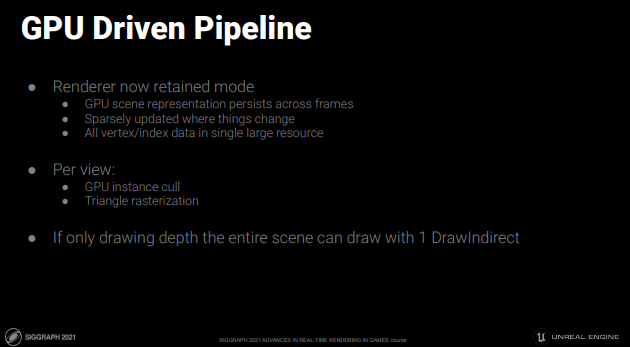 GPU Driven Pipeline
● Renderer now retained mode
● GPU scene representation persists across frames
● Sparsely updated where things change
● All vertex/index data in single large resource
● Per view:
● GPU instance cull
● Triangle rasterization
● If only drawing depth the entire scene can draw with 1 DrawIndirect
SIGGRAPH 2021
SIGGRAPH 2021 ADVANCES IN REAL-TIME RENDERING IN GAMES course
UNREAL ENGINE